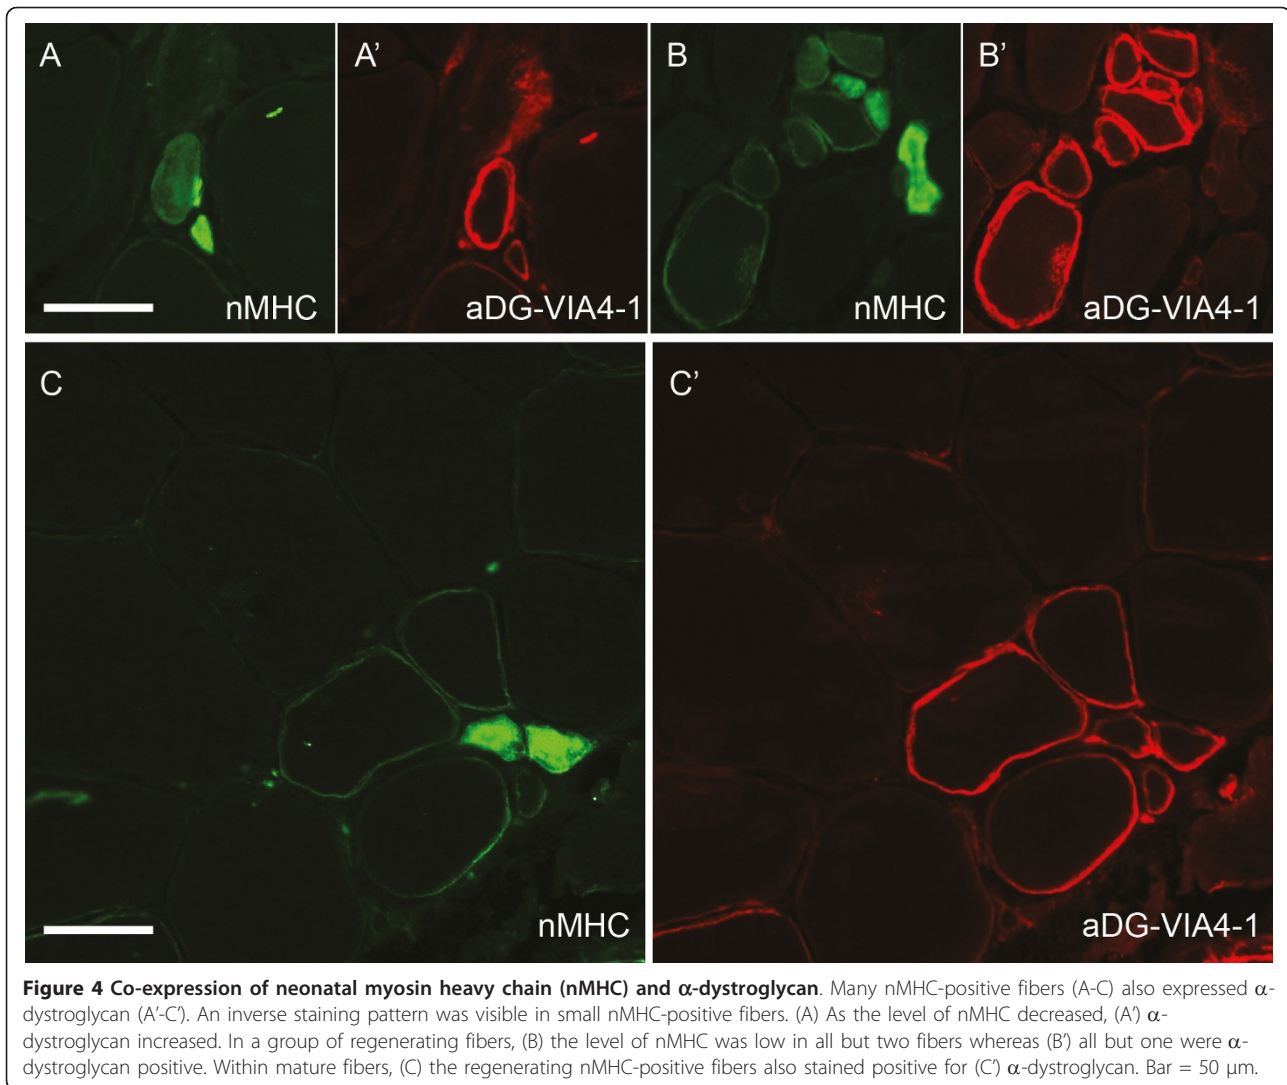 A
A’
B
B’
nMHC
aDG-VIA4-1
nMHC
aDG-VIA4-1
C
C’
nMHC
aDG-VIA4-1
Figure 4 Co-expression of neonatal myosin heavy chain (nMHC) and α-dystroglycan. Many nMHC-positive fibers (A-C) also expressed α-
dystroglycan (A’-C’). An inverse staining pattern was visible in small nMHC-positive fibers. (A) As the level of nMHC decreased, (A’) α-
dystroglycan increased. In a group of regenerating fibers, (B) the level of nMHC was low in all but two fibers whereas (B’) all but one were α-
dystroglycan positive. Within mature fibers, (C) the regenerating nMHC-positive fibers also stained positive for (C’) α-dystroglycan. Bar = 50 μm.